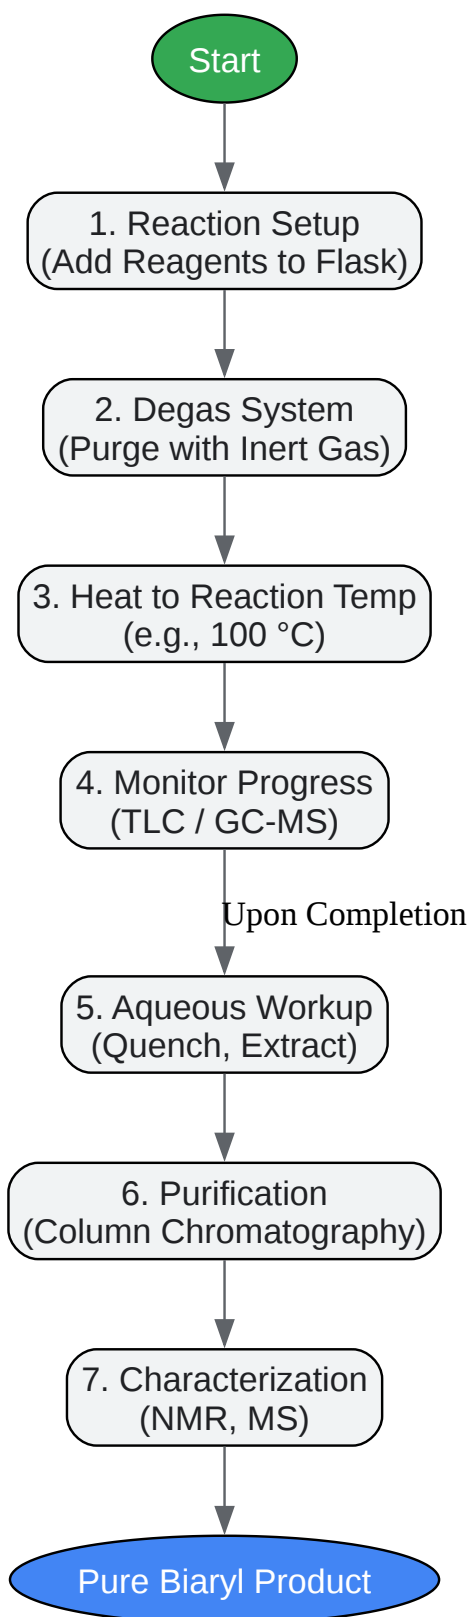 Start
1. Reaction Setup
(Add Reagents to Flask)
2. Degas System
(Purge with Inert Gas)
3. Heat to Reaction Temp
(e.g., 100 °C)
4. Monitor Progress
(TLC / GC-MS)
Upon Completion
5. Aqueous Workup
(Quench, Extract)
6. Purification
(Column Chromatography)
7. Characterization
(NMR, MS)
Pure Biaryl Product